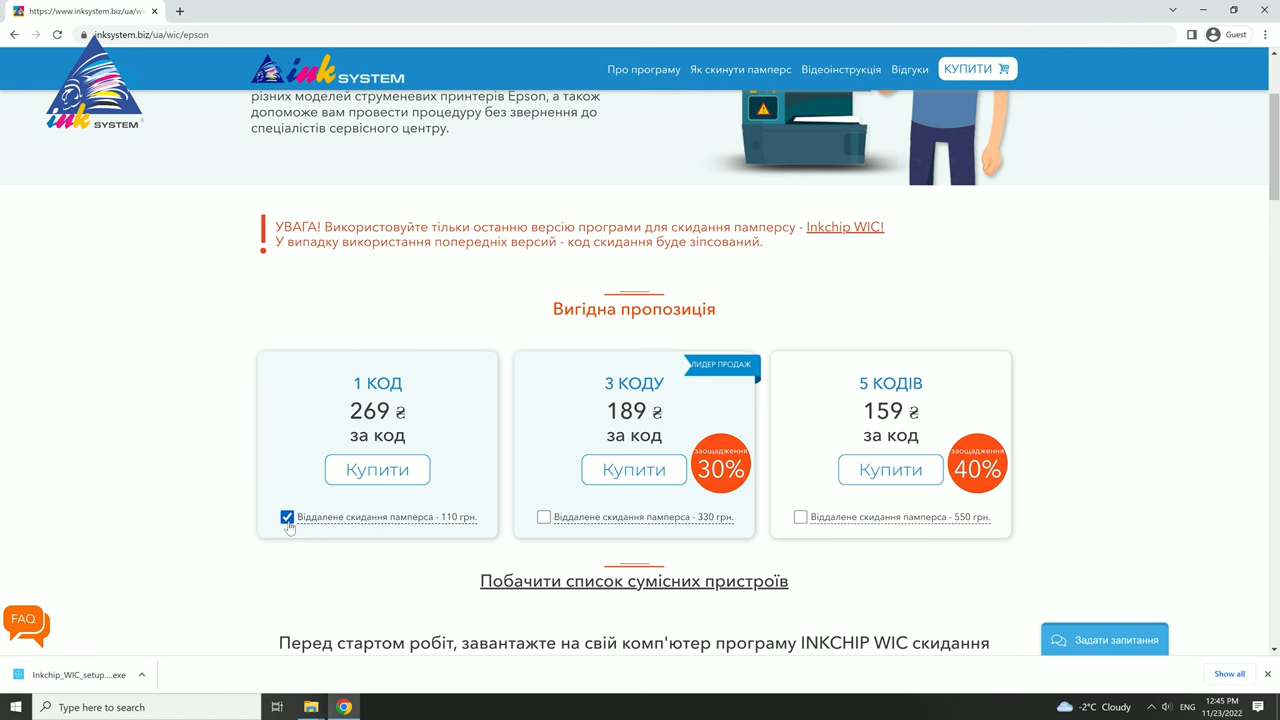 https://www.inksystem.biz/ua/wi
inksystem.biz/ua/wic/epson
Guest
ink SYSTEM
ink SYSTEM
Про програму
Як скинути памперс
Відеоінструкція
Відгуки
КУПИТИ
різних моделей струменевих принтерів Epson, а також
допоможе вам провести процедуру без звернення до
спеціалістів сервісного центру.
УВАГА! Використовуйте тільки останню версію програми для скидання памперсу - Inkchip WIC!
У випадку використання попередніх версий - код скидання буде зіпсований.
Вигідна пропозиція
1 КОД
269 ₴
за код
Купити
Віддалене скидання памперса - 110 грн.
ЛИДЕР ПРОДАЖ
3 КОДУ
189 ₴
за код
заощадження
30%
Купити
Віддалене скидання памперса - 330 грн.
5 КОДІВ
159 ₴
за код
заощадження
40%
Купити
Віддалене скидання памперса - 550 грн.
Побачити список сумісних пристроїв
FAQ
Перед стартом робіт, завантажте на свій комп'ютер програму INKCHIP WIC скидання
Задати запитання
Inkchip_WIC_setup....exe
Show all
Type here to search
-2°C Cloudy
ENG
12:45 PM
11/23/2022